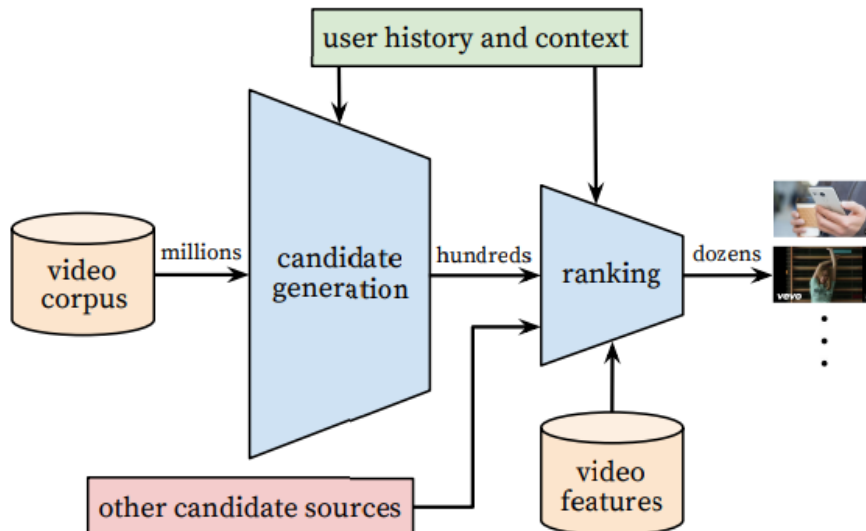 user history and context
millions
video
corpus
candidate
generation
hundreds
ranking
dozens
vevo
other candidate sources
video
features